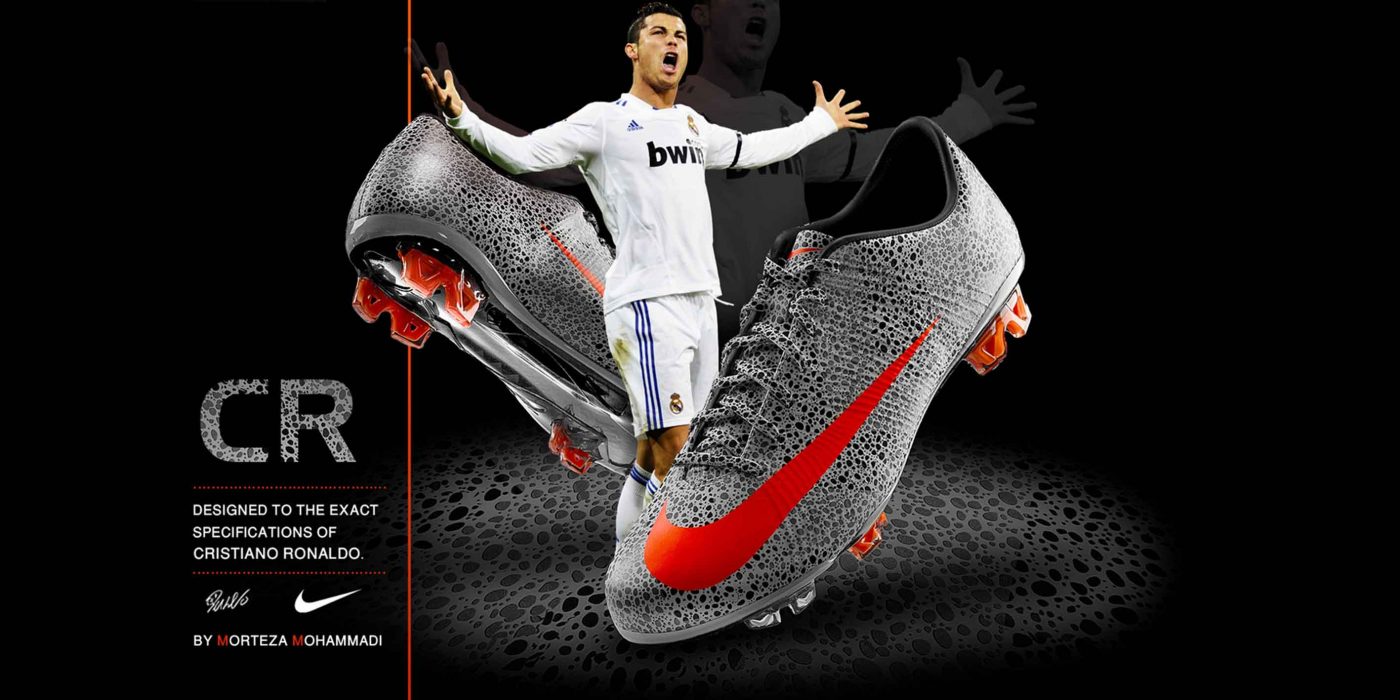 bwin
CR
DESIGNED TO THE EXACT
SPECIFICATIONS OF
CRISTIANO RONALDO.
BY MORTEZA MOHAMMADI